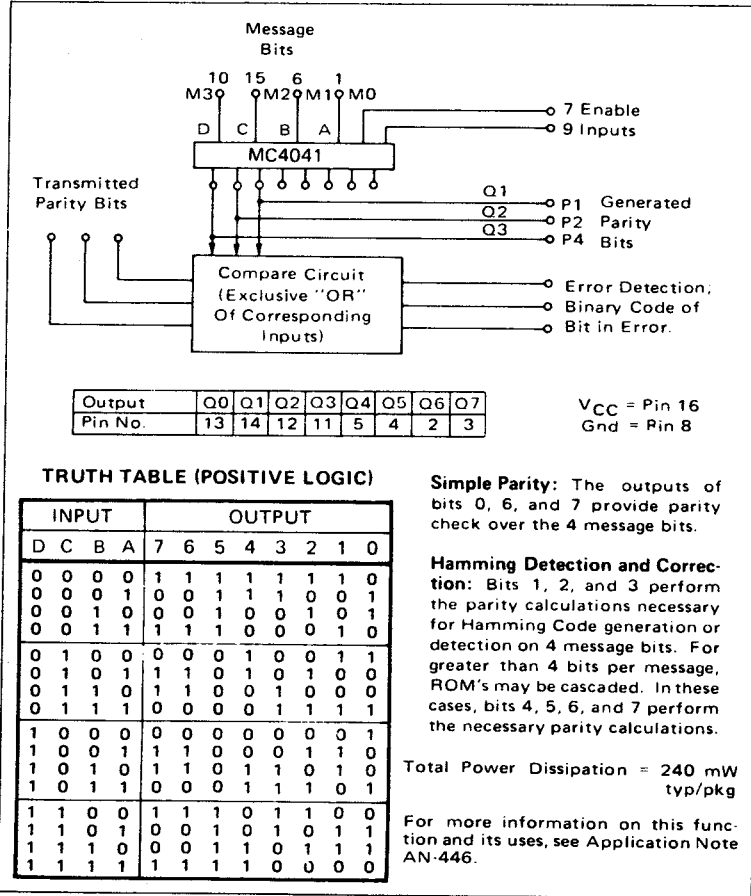 Message
Bits
10 15 6 1
M3 M2 M1 M0
7 Enable
D C B A
9 Inputs
MC4041
Transmitted
Parity Bits
Q1
P1 Generated
Q2
P2 Parity
Q3
P4 Bits
Compare Circuit
(Exclusive "OR"
Of Corresponding
Inputs)
Error Detection;
Binary Code of
Bit in Error.
Output Q0 Q1 Q2 Q3 Q4 Q5 Q6 Q7
Pin No. 13 14 12 11 5 4 2 3
VCC = Pin 16
Gnd = Pin 8
TRUTH TABLE (POSITIVE LOGIC)
INPUT OUTPUT
D C B A 7 6 5 4 3 2 1 0
0 0 0 0 1 1 1 1 1 1 1 0
0 0 0 1 0 0 1 1 1 0 0 1
0 0 1 0 0 0 1 0 0 1 0 1
0 0 1 1 1 1 1 0 0 0 1 0
0 1 0 0 0 0 0 1 0 0 1 1
0 1 0 1 1 1 0 1 0 1 0 0
0 1 1 0 1 1 0 0 1 0 0 0
0 1 1 1 0 0 0 0 1 1 1 1
1 0 0 0 0 0 0 0 0 0 0 1
1 0 0 1 1 1 0 0 0 1 1 0
1 0 1 0 1 1 0 1 1 0 1 0
1 0 1 1 0 0 0 1 1 1 0 1
1 1 0 0 1 1 1 0 1 1 0 0
1 1 0 1 0 0 1 0 1 0 1 1
1 1 1 0 0 0 1 1 0 1 1 1
1 1 1 1 1 1 1 1 0 0 0 0
Simple Parity: The outputs of
bits 0, 6, and 7 provide parity
check over the 4 message bits.
Hamming Detection and Correc-
tion: Bits 1, 2, and 3 perform
the parity calculations necessary
for Hamming Code generation or
detection on 4 message bits. For
greater than 4 bits per message,
ROM's may be cascaded. In these
cases, bits 4, 5, 6, and 7 perform
the necessary parity calculations.
Total Power Dissipation = 240 mW
typ/pkg
For more information on this func-
tion and its uses, see Application Note
AN-446.